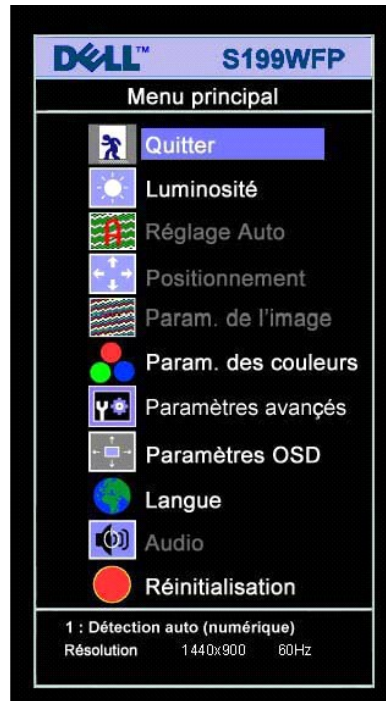 DELL™ S199WFP
Menu principal
Quitter
Luminosité
Réglage Auto
Positionnement
Param. de l'image
Param. des couleurs
Paramètres avançés
Paramètres OSD
Langue
Audio
Réinitialisation
1 : Détection auto (numérique)
Résolution 1440x900 60Hz